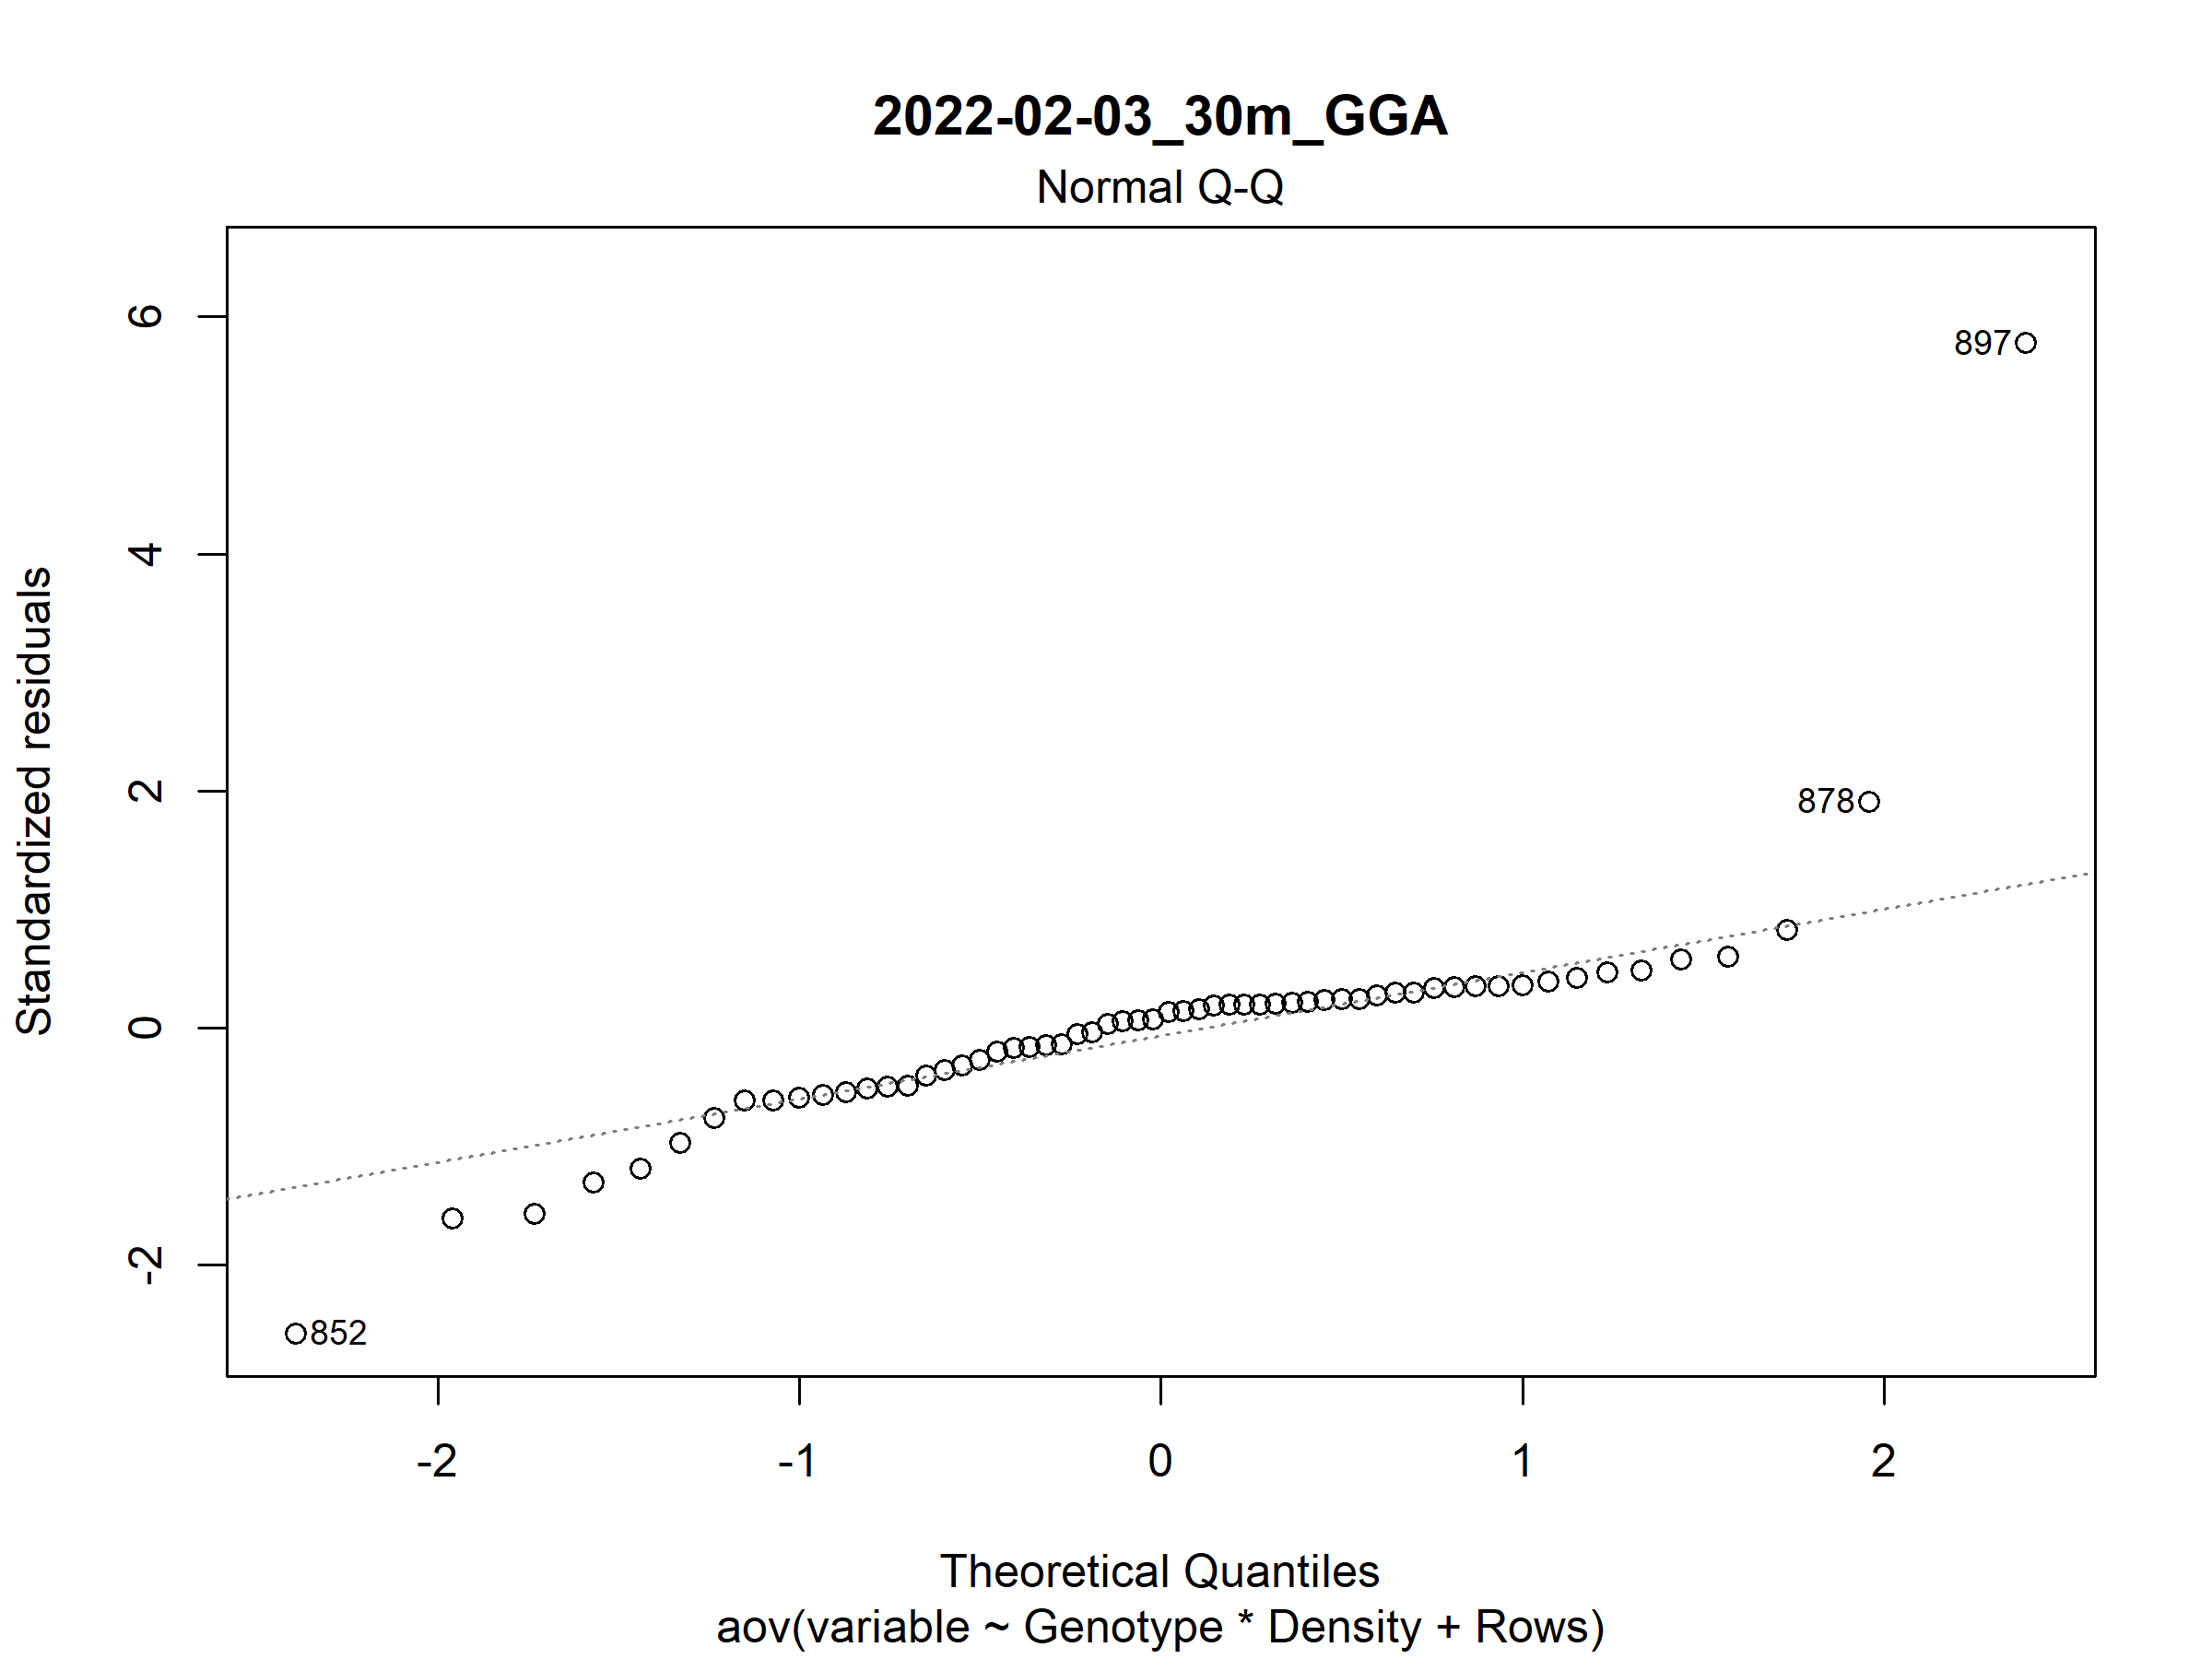 2022-02-03_30m_GGA
Normal Q-Q
Standardized residuals
6
4
2
0
-2
897
878
852
-2 -1 0 1 2
Theoretical Quantiles
aov(variable ~ Genotype * Density + Rows)